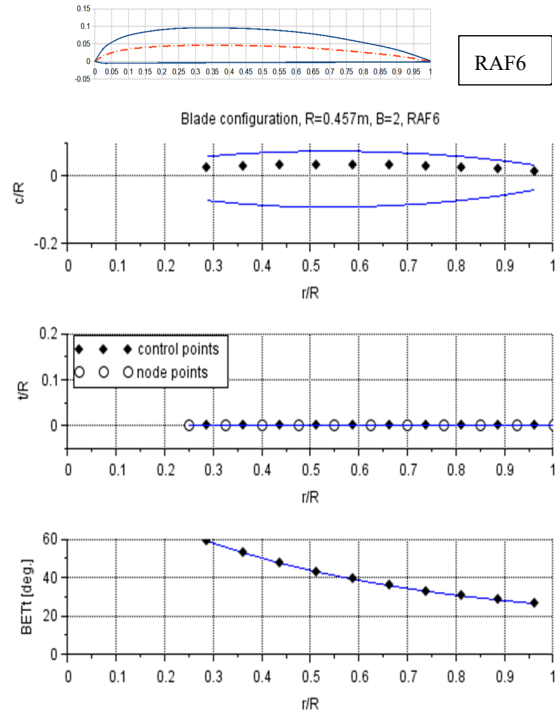 0.15
0.1
0.05
0
-0.05
0 0.05 0.1 0.15 0.2 0.25 0.3 0.35 0.4 0.45 0.5 0.55 0.6 0.65 0.7 0.75 0.8 0.85 0.9 0.95 1
RAF6
Blade configuration, R=0.457m, B=2, RAF6
c/R
0
-0.2
0 0.1 0.2 0.3 0.4 0.5 0.6 0.7 0.8 0.9 1
r/R
t/R
0.2
0.1
0
control points
node points
0 0.1 0.2 0.3 0.4 0.5 0.6 0.7 0.8 0.9 1
r/R
BETt [deg.]
60
40
20
0
0 0.1 0.2 0.3 0.4 0.5 0.6 0.7 0.8 0.9 1
r/R